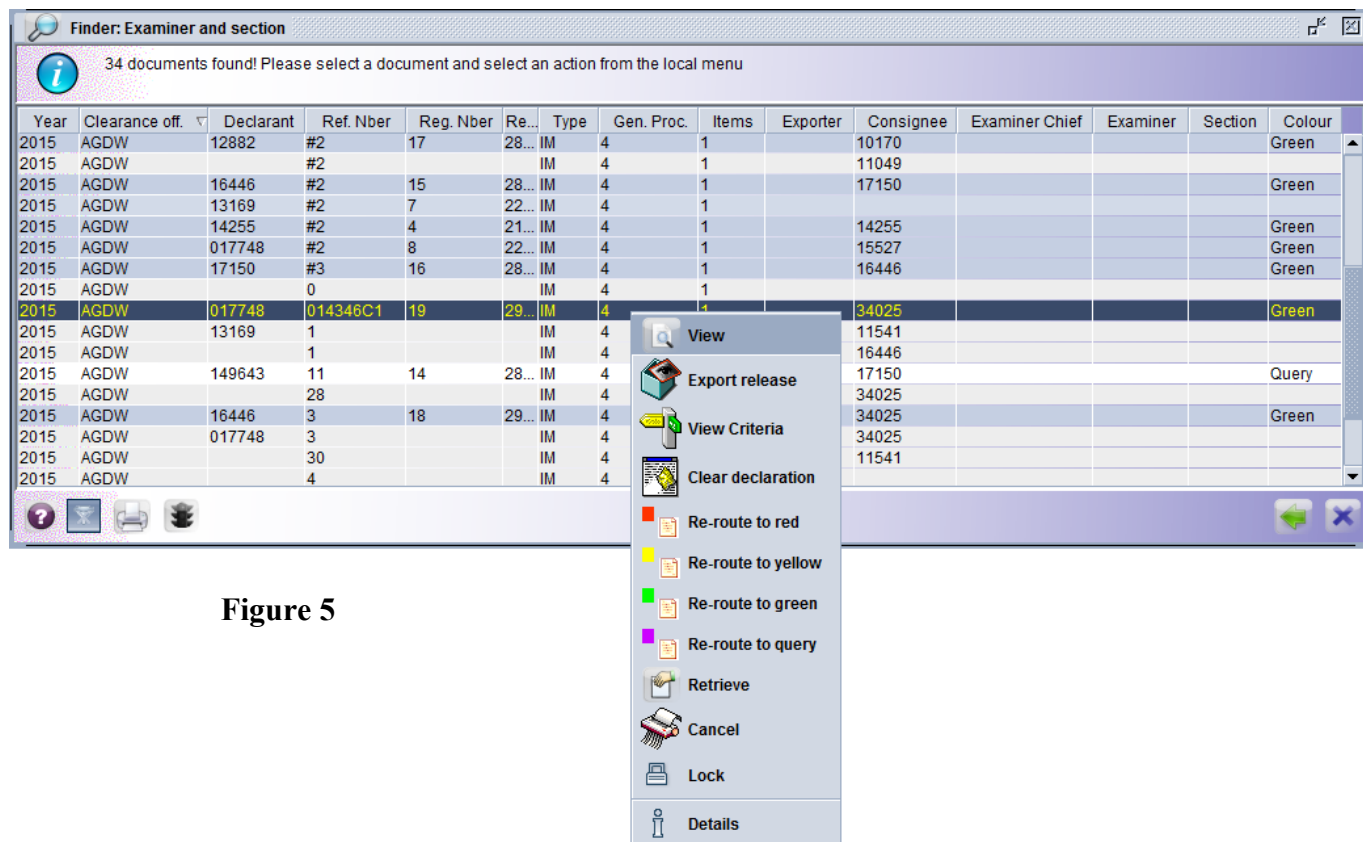 Finder: Examiner and section
34 documents found! Please select a document and select an action from the local menu
Year Clearance off. Declarant Ref. Nber Reg. Nber Re... Type Gen. Proc. Items Exporter Consignee Examiner Chief Examiner Section Colour
2015 AGDW 12882 #2 17 28... IM 4 1 10170 Green
2015 AGDW #2 IM 4 1 11049
2015 AGDW 16446 #2 15 28... IM 4 1 17150 Green
2015 AGDW 13169 #2 7 22... IM 4 1
2015 AGDW 14255 #2 4 21... IM 4 1 14255 Green
2015 AGDW 017748 #2 8 22... IM 4 1 15527 Green
2015 AGDW 17150 #3 16 28... IM 4 1 16446 Green
2015 AGDW 0 IM 4 1
2015 AGDW 017748 014346C1 19 29... IM 4 1 34025 Green
2015 AGDW 13169 1 IM 4 11541
2015 AGDW 1 IM 4 16446
2015 AGDW 149643 11 14 28... IM 4 17150 Query
2015 AGDW 28 IM 4 34025
2015 AGDW 16446 3 18 29... IM 4 34025 Green
2015 AGDW 017748 3 IM 4 34025
2015 AGDW 30 IM 4 11541
2015 AGDW 4 IM 4
View
Export release
View Criteria
Clear declaration
Re-route to red
Re-route to yellow
Re-route to green
Re-route to query
Retrieve
Cancel
Lock
Details
Figure 5